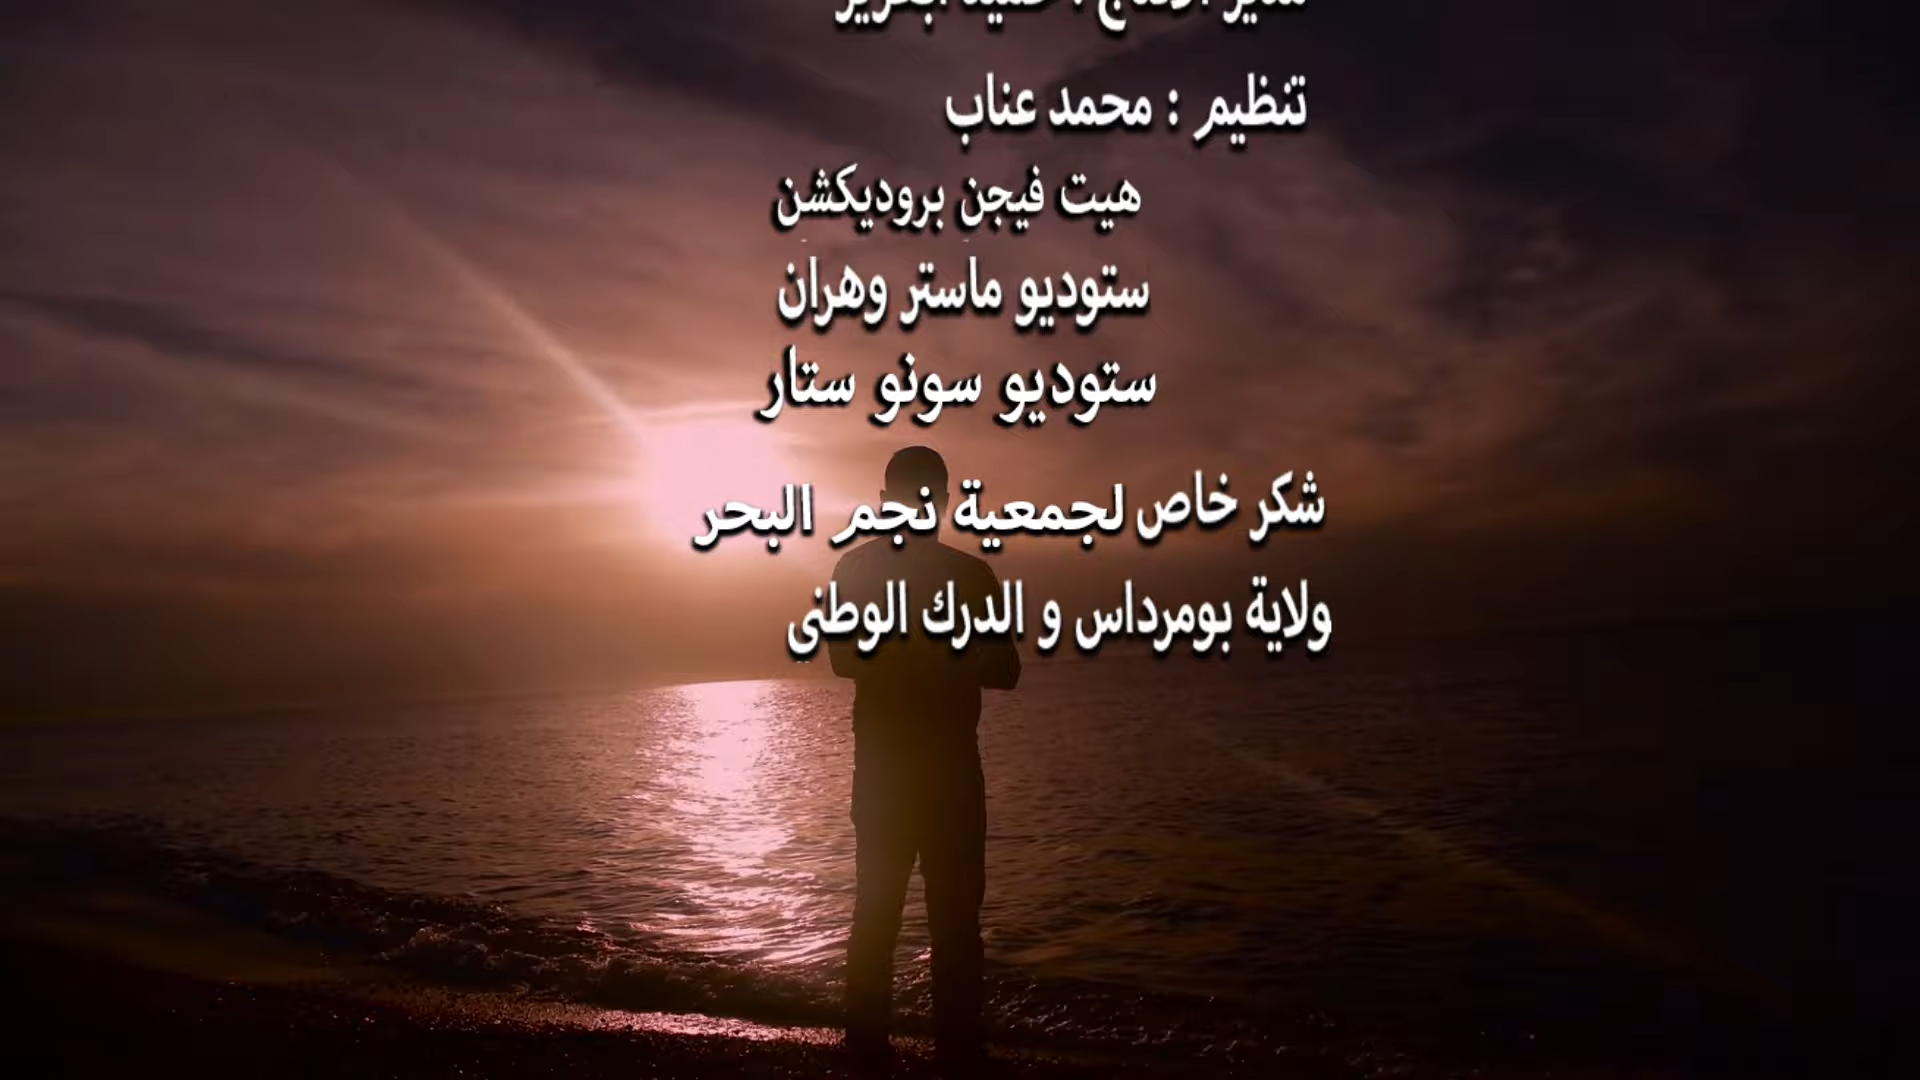 تنظيم : محمد عناب
هيت فيجن بروديكشن
ستوديو ماستر وهران
ستوديو سونو ستار
شكر خاص لجمعية نجم البحر
ولاية بومرداس و الدرك الوطنى